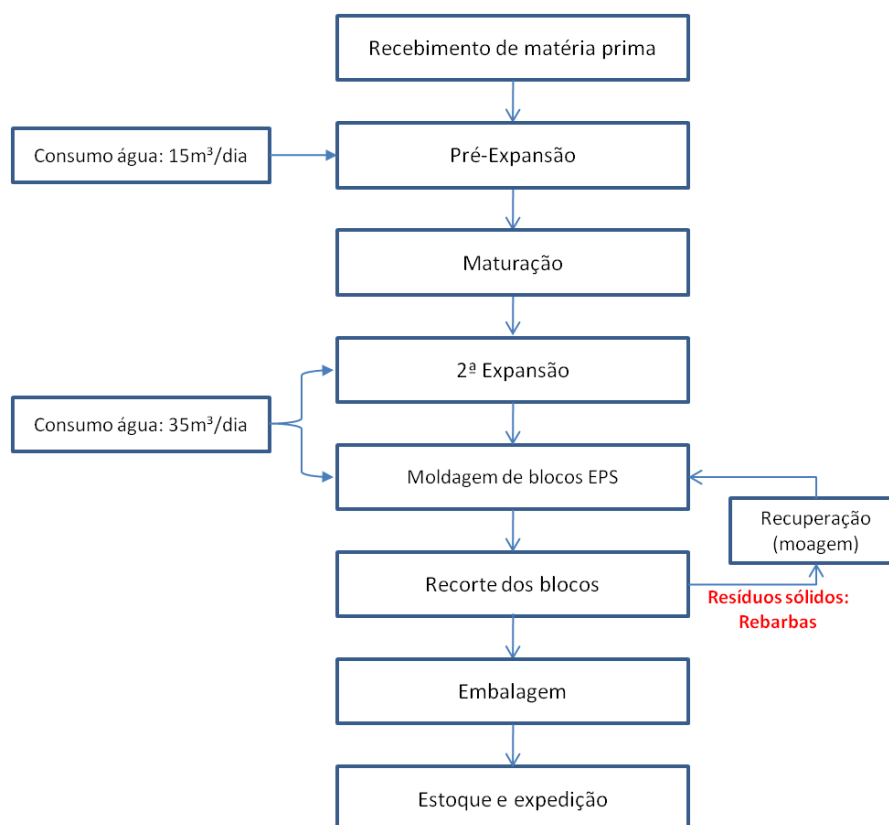 Recebimento de matéria prima
Consumo água: 15m³/dia
Pré-Expansão
Maturação
2ª Expansão
Consumo água: 35m³/dia
Moldagem de blocos EPS
Recuperação
(moagem)
Recorte dos blocos
Resíduos sólidos:
Rebarbas
Embalagem
Estoque e expedição